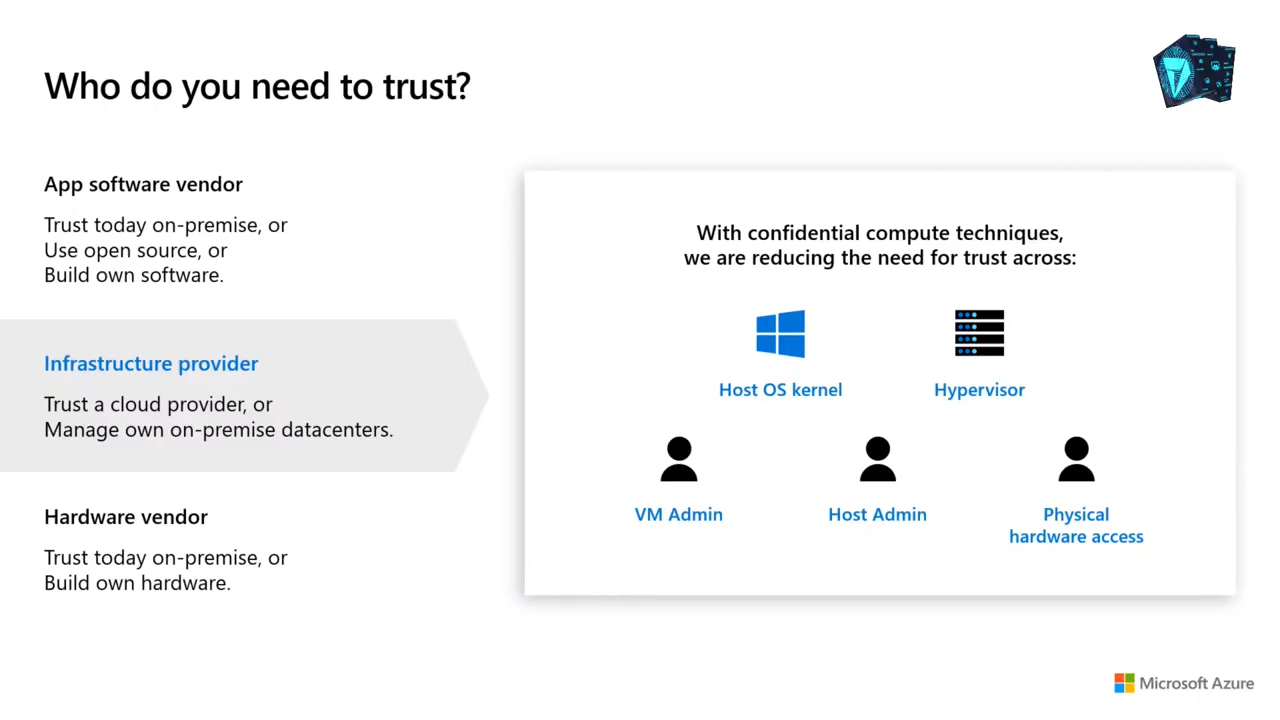 Who do you need to trust?
App software vendor
Trust today on-premise, or
Use open source, or
Build own software.
Infrastructure provider
Trust a cloud provider, or
Manage own on-premise datacenters.
Hardware vendor
Trust today on-premise, or
Build own hardware.
With confidential compute techniques,
we are reducing the need for trust across:
Host OS kernel
Hypervisor
VM Admin
Host Admin
Physical
hardware access
Microsoft Azure